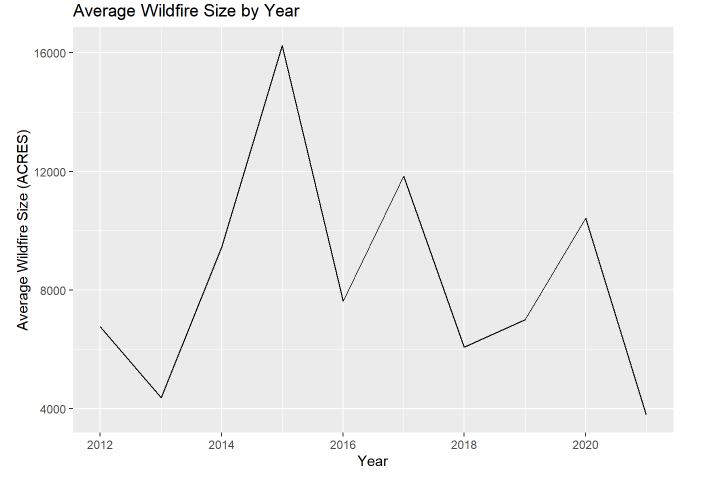 Average Wildfire Size by Year
Average Wildfire Size (ACRES)
16000
12000
8000
4000
2012 2014 2016 2018 2020
Year